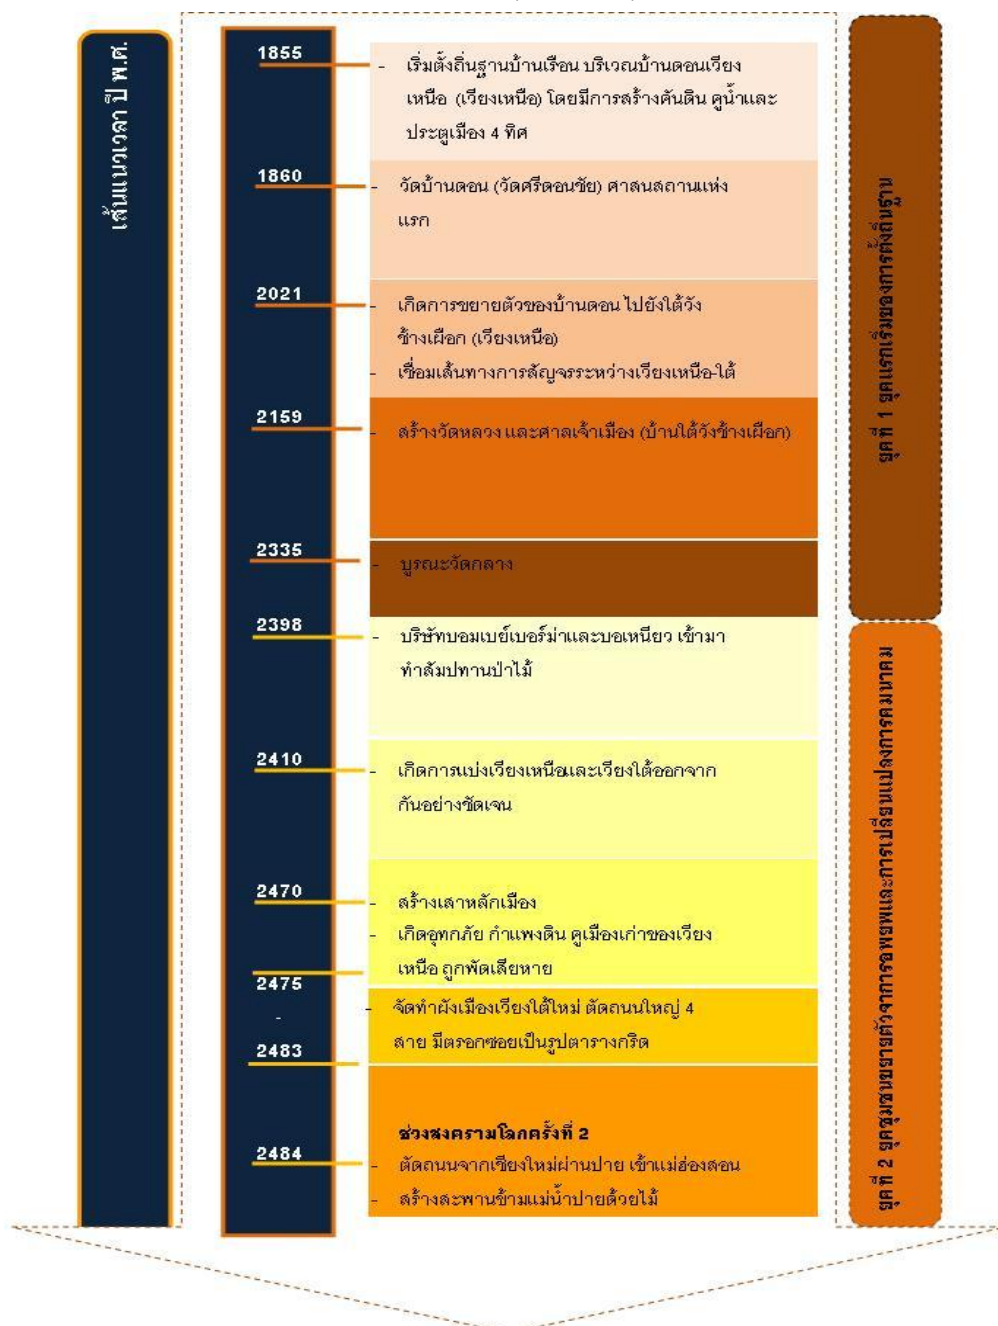 เส้นแนวเวลา ปี พ.ศ.
1855
- เริ่มตั้งถิ่นฐานบ้านเรือน บริเวณบ้านดอนเวียง
เหนือ (เวียงเหนือ) โดยมีการสร้างคันดิน คูน้ำและ
ประตูเมือง 4 ทิศ
1860
- วัดบ้านดอน (วัดศรีดอนชัย) ศาสนสถานแห่ง
แรก
2021
- เกิดการขยายตัวของบ้านดอน ไปยังใต้วัง
ช้างเผือก (เวียงเหนือ)
- เชื่อมเส้นทางการสัญจรระหว่างเวียงเหนือ-ใต้
2159
- สร้างวัดหลวง และศาลเจ้าเมือง (บ้านใต้วังช้างเผือก)
2335
- บูรณะวัดกลาง
ยุคที่ 1 ยุคแรกเริ่มของการตั้งถิ่นฐาน
2398
- บริษัทบอมเบย์เบอร์ม่าและบอเหนียว เข้ามา
ทำสัมปทานป่าไม้
2410
- เกิดการแบ่งเวียงเหนือและเวียงใต้ออกจาก
กันอย่างชัดเจน
2470
- สร้างเสาหลักเมือง
- เกิดอุทกภัย กำแพงดิน คูเมืองเก่าของเวียง
เหนือ ถูกพัดเสียหาย
2475
-
2483
- จัดทำผังเมืองเวียงใต้ใหม่ ตัดถนนใหญ่ 4
สาย มีตรอกซอยเป็นรูปตารางกริด
2484
ช่วงสงครามโลกครั้งที่ 2
- ตัดถนนจากเชียงใหม่ผ่านปาย เข้าแม่ฮ่องสอน
- สร้างสะพานข้ามแม่น้ำปายด้วยไม้
ยุคที่ 2 ยุคชุมชนขยายตัวจากการอพยพและการเปลี่ยนแปลงการคมนาคม